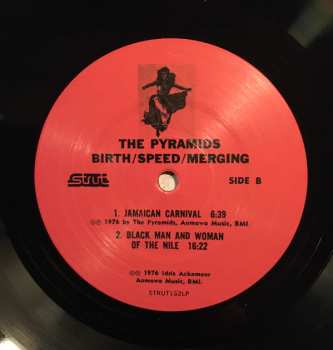 THE PYRAMIDS
BIRTH/SPEED/MERGING
Strut
SIDE B
1. JAMAICAN CARNIVAL 6:39
©℗ 1976 by The Pyramids, Aomawa Music, BMI.
2. BLACK MAN AND WOMAN
OF THE NILE 16:22
©℗ 1976 Idris Ackamoor
Aomawa Music, BMI.
STRUT152LP